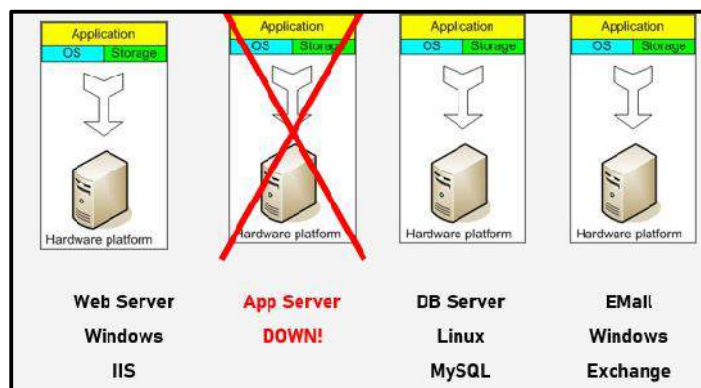 Application
OS Storage
Hardware platform
Application
OS Storage
Hardware platform
Application
OS Storage
Hardware platform
Application
OS Storage
Hardware platform
Web Server
Windows
IIS
App Server
DOWN!
DB Server
Linux
MySQL
EMail
Windows
Exchange